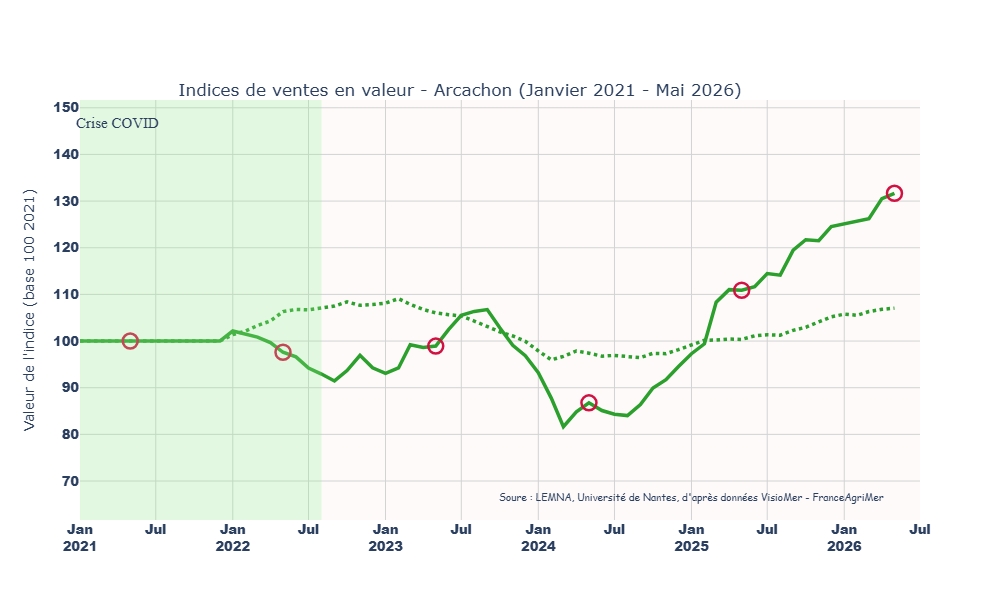 Indices de ventes en valeur - Arcachon (Janvier 2021 - Mai 2026)
Valeur de l'indice (base 100 2021)
150
Crise COVID
140
130
120
110
100
90
80
70
Soure : LEMNA, Université de Nantes, d'après données VisioMer - FranceAgriMer
Jan Jul Jan Jul Jan Jul Jan Jul Jan Jul Jan Jul
2021 2022 2023 2024 2025 2026